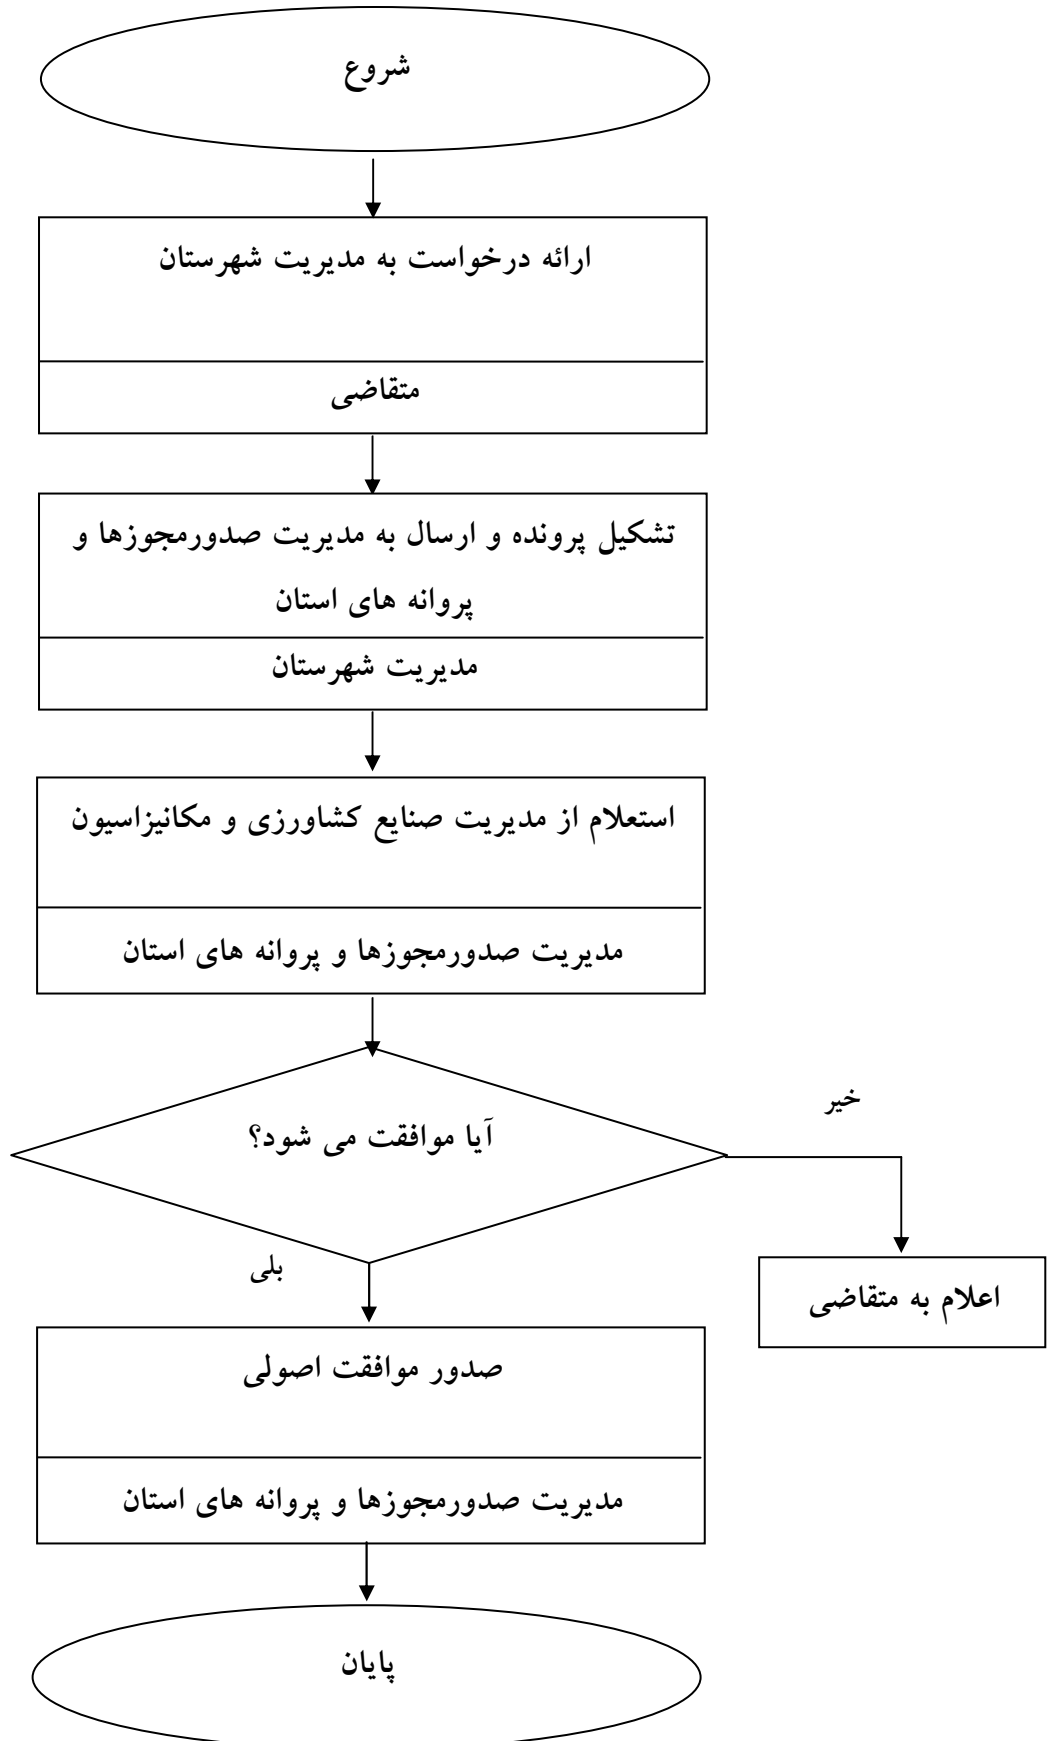 شروع
ارائه درخواست به مدیریت شهرستان
متقاضی
تشکیل پرونده و ارسال به مدیریت صدورمجوزها و
پروانه های استان
مدیریت شهرستان
استعلام از مدیریت صنایع کشاورزی و مکانیزاسیون
مدیریت صدورمجوزها و پروانه های استان
آیا موافقت می شود؟
خیر
بلی
اعلام به متقاضی
صدور موافقت اصولی
مدیریت صدورمجوزها و پروانه های استان
پایان